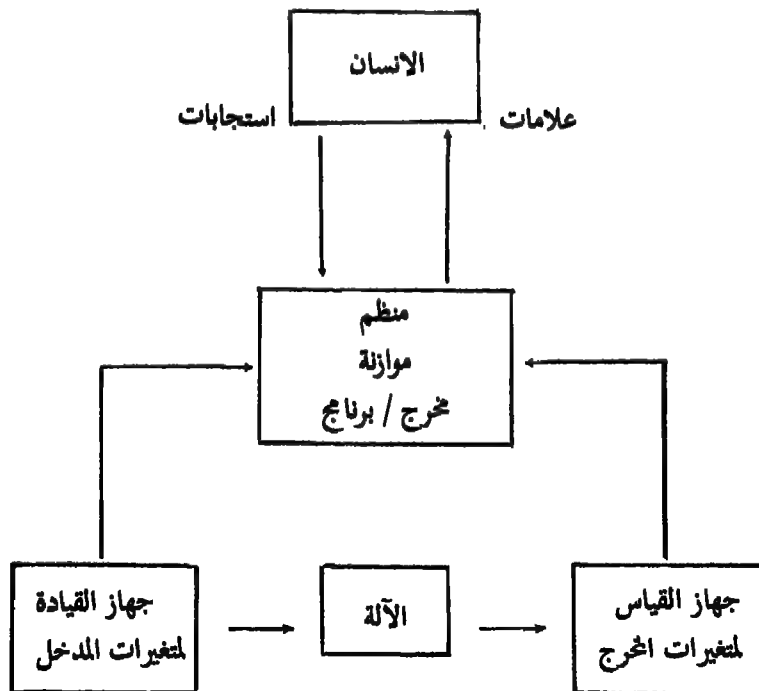 الانسان
علامات
استجابات
منظم
موازنة
مخرج / برنامج
جهاز القياس
لمتغيرات المخرج
الآلة
جهاز القيادة
لمتغيرات المدخل